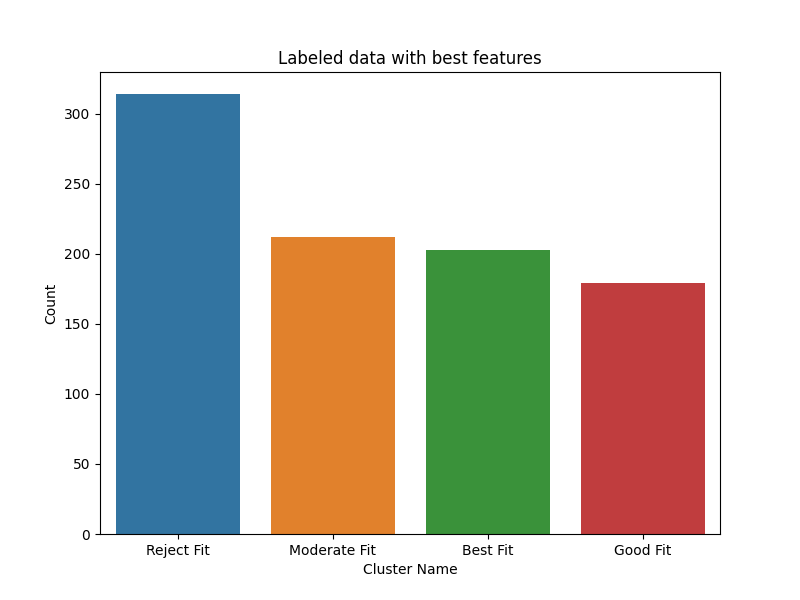 Labeled data with best features
300
250
200
150
100
50
0
Count
Reject Fit Moderate Fit Best Fit Good Fit
Cluster Name